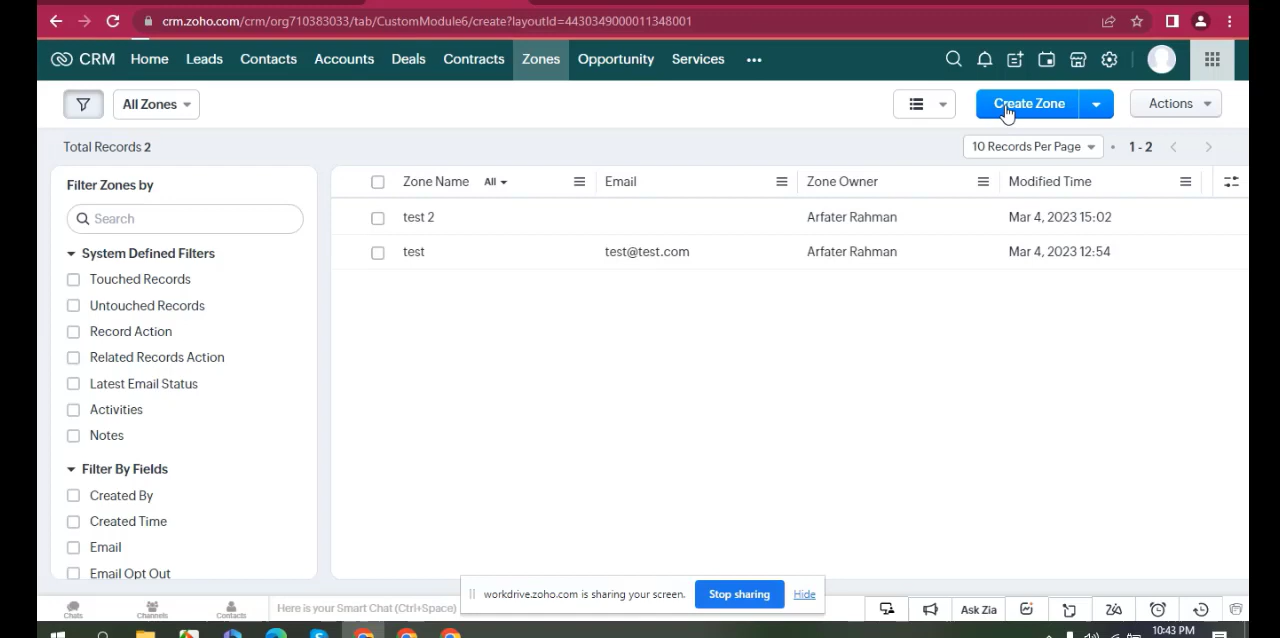 crm.zoho.com/crm/org710383033/tab/CustomModule6/create?layoutId=4430349000011348001
CRM Home Leads Contacts Accounts Deals Contracts Zones Opportunity Services •••
All Zones Create Zone Actions
Total Records 2 10 Records Per Page • 1 - 2
Filter Zones by
Search
System Defined Filters
Touched Records
Untouched Records
Record Action
Related Records Action
Latest Email Status
Activities
Notes
Filter By Fields
Created By
Created Time
Email
Email Opt Out
Zone Name All Email Zone Owner Modified Time
test 2 Arfater Rahman Mar 4, 2023 15:02
test test@test.com Arfater Rahman Mar 4, 2023 12:54
workdrive.zoho.com is sharing your screen. Stop sharing Hide
Chats Channels Contacts Here is your Smart Chat (Ctrl+Space) Ask Zia
10:43 PM